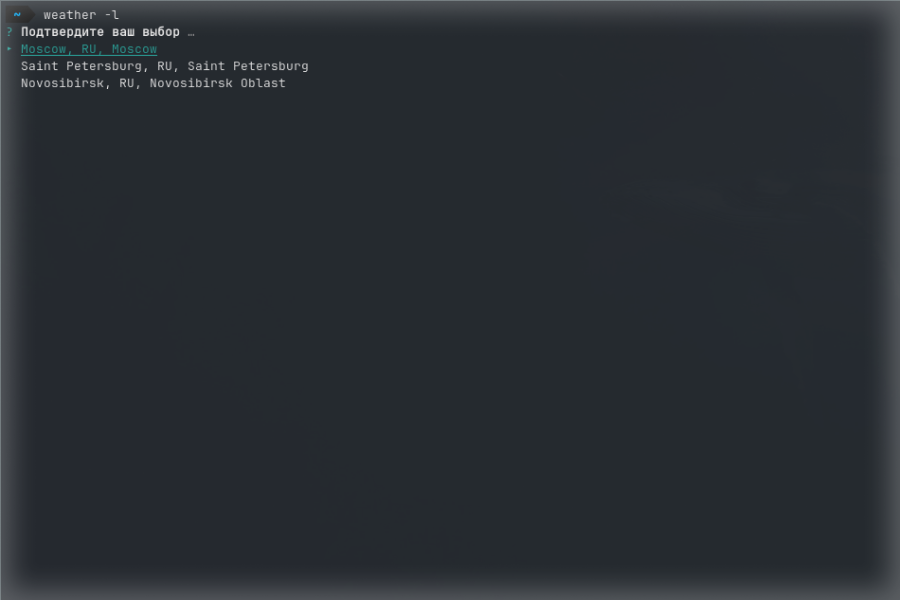 ~ weather -l
? Подтвердите ваш выбор …
▸ Moscow, RU, Moscow
Saint Petersburg, RU, Saint Petersburg
Novosibirsk, RU, Novosibirsk Oblast